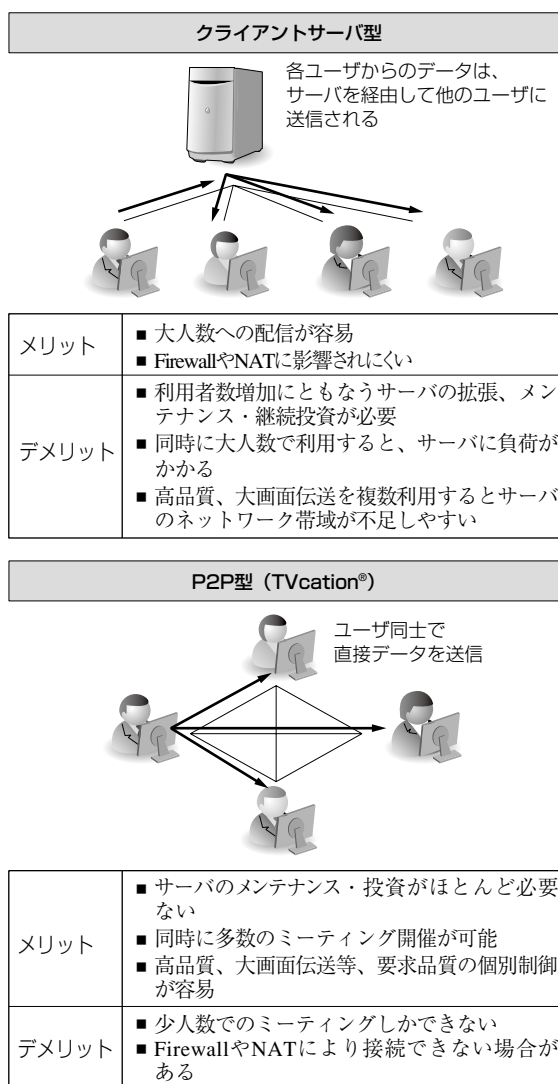 クライアントサーバ型
各ユーザからのデータは、
サーバを経由して他のユーザに
送信される
メリット
■ 大人数への配信が容易
■ FirewallやNATに影響されにくい
デメリット
■ 利用者数増加にともなうサーバの拡張、メン
テナンス・継続投資が必要
■ 同時に大人数で利用すると、サーバに負荷が
かかる
■ 高品質、大画面伝送を複数利用するとサーバ
のネットワーク帯域が不足しやすい
P2P型（TVcation®）
ユーザ同士で
直接データを送信
メリット
■ サーバのメンテナンス・投資がほとんど必要
ない
■ 同時に多数のミーティング開催が可能
■ 高品質、大画面伝送等、要求品質の個別制御
が容易
デメリット
■ 少人数でのミーティングしかできない
■ FirewallやNATにより接続できない場合が
ある